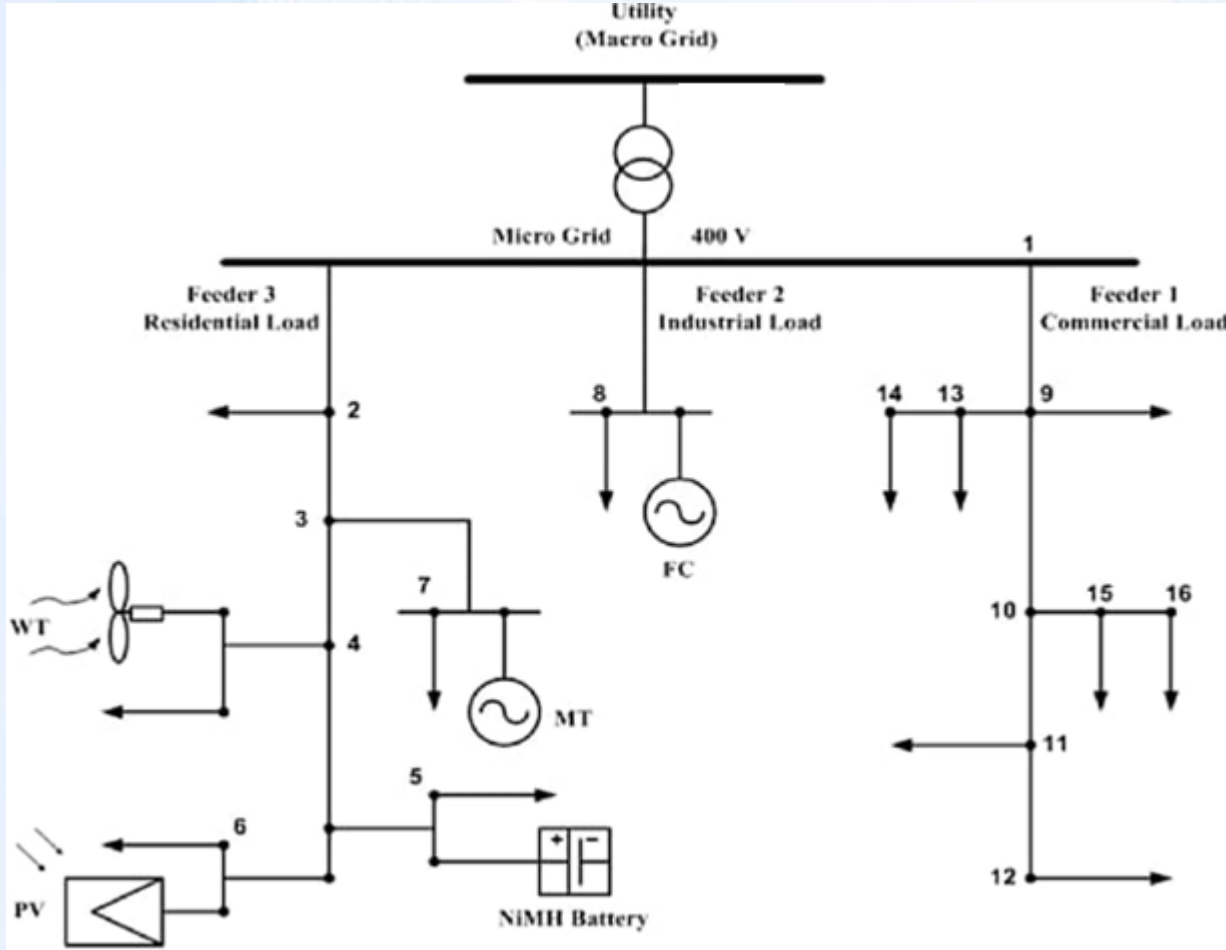 Utility
(Macro Grid)
Micro Grid 400 V 1
Feeder 3
Residential Load
Feeder 2
Industrial Load
Feeder 1
Commercial Load
2
8
14 13 9
3
FC
7
WT
4
10 15 16
MT
11
5
6
+ -
PV
NiMH Battery
12